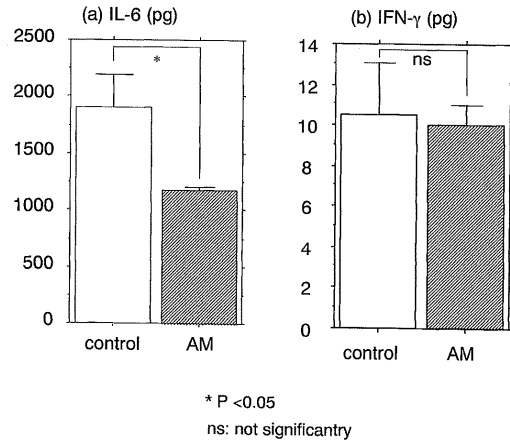 (a) IL-6 (pg)
2500
2000
1500
1000
500
0
*
control AM
(b) IFN-γ (pg)
14
12
10
8
6
4
2
0
ns
control AM
* P <0.05
ns: not significantry